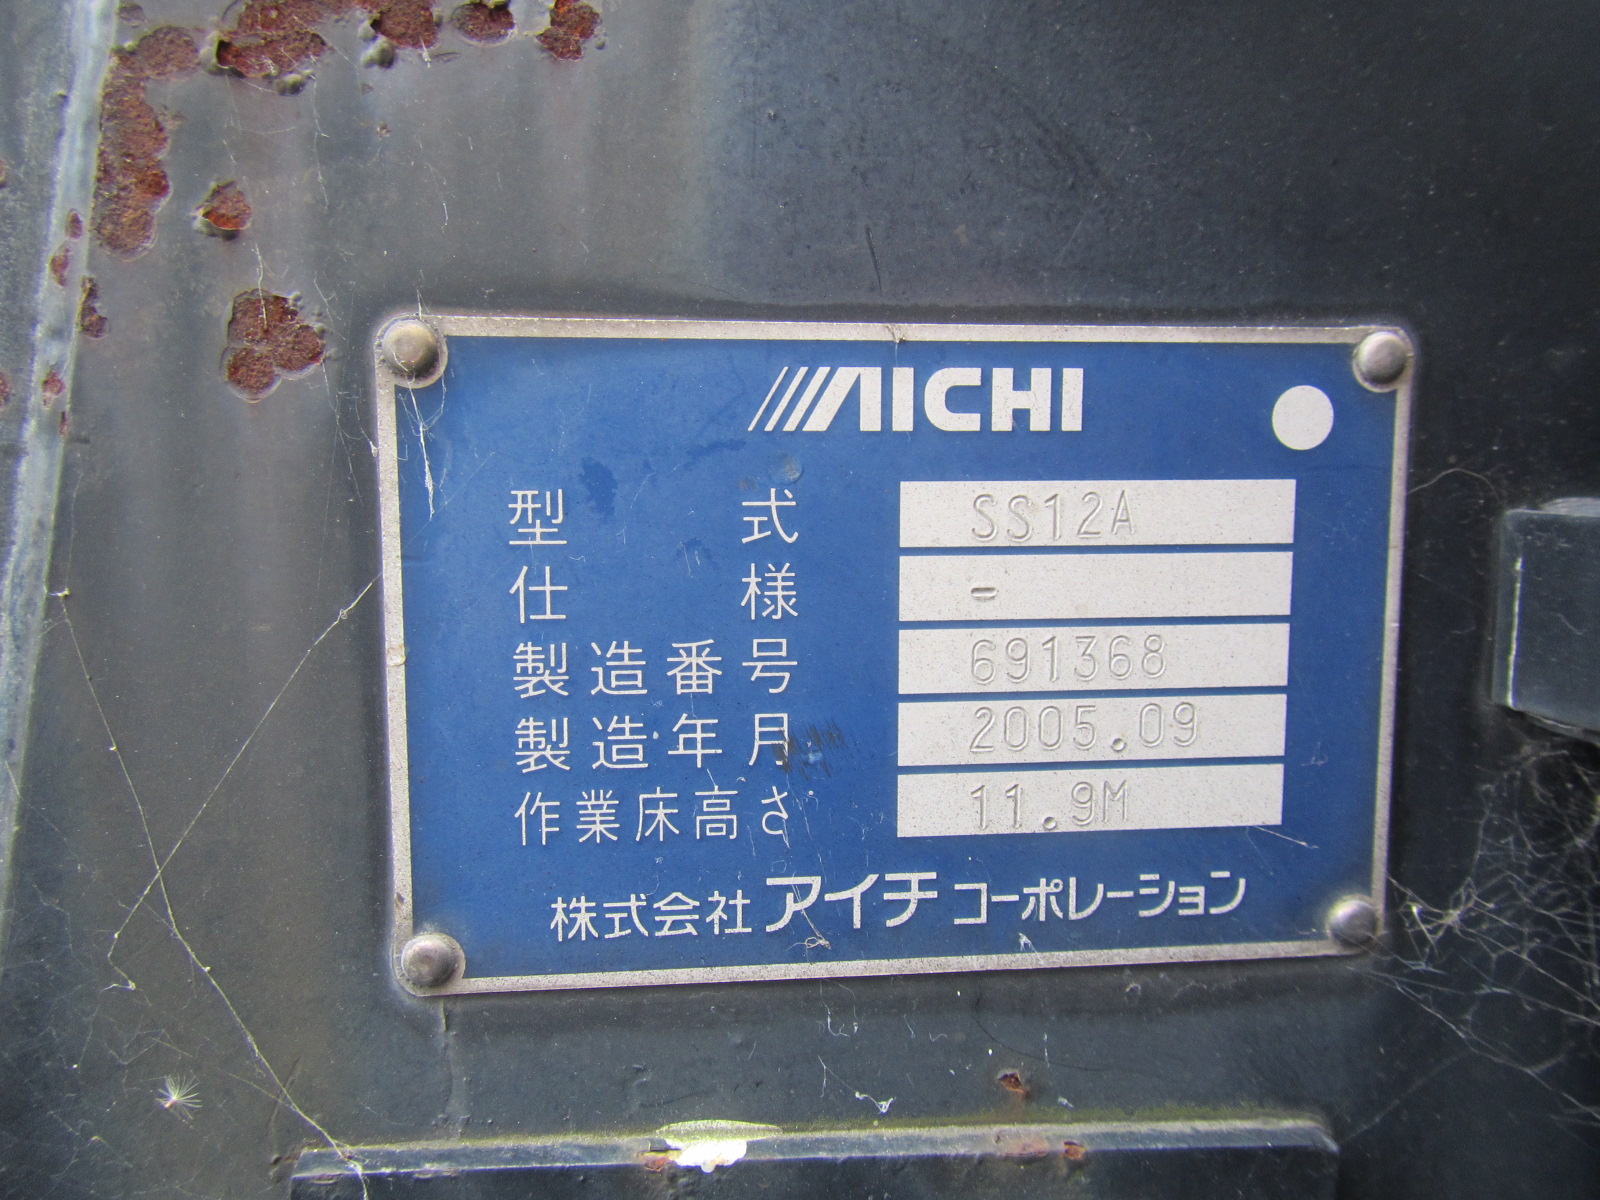 AICHI
型式 SS12A
仕様 -
製造番号 691368
製造年月 2005.09
作業床高さ 11.9M
株式会社アイチコーポレーション